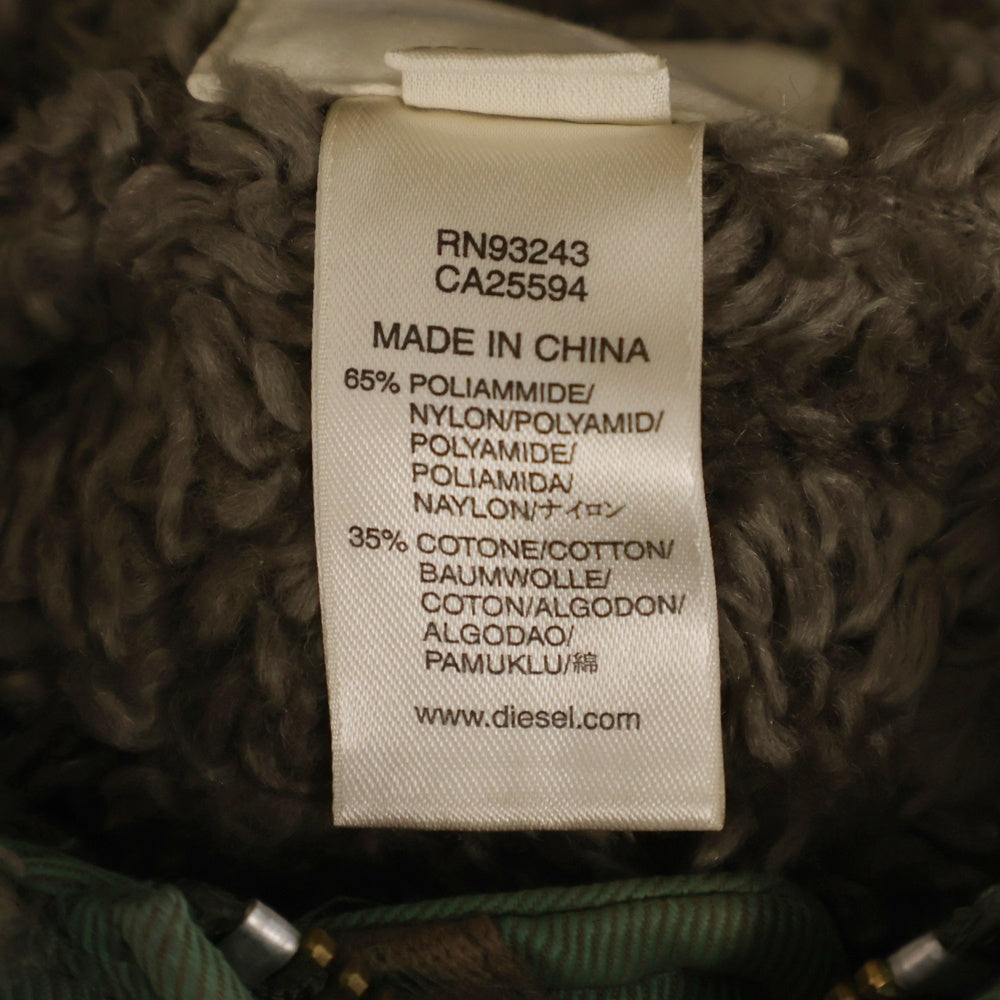 RN93243
CA25594
MADE IN CHINA
65% POLIAMMIDE/
NYLON/POLYAMID/
POLYAMIDE/
POLIAMIDA/
NAYLON/ナイロン
35% COTONE/COTTON/
BAUMWOLLE/
COTON/ALGODON/
ALGODAO/
PAMUKLU/綿
www.diesel.com